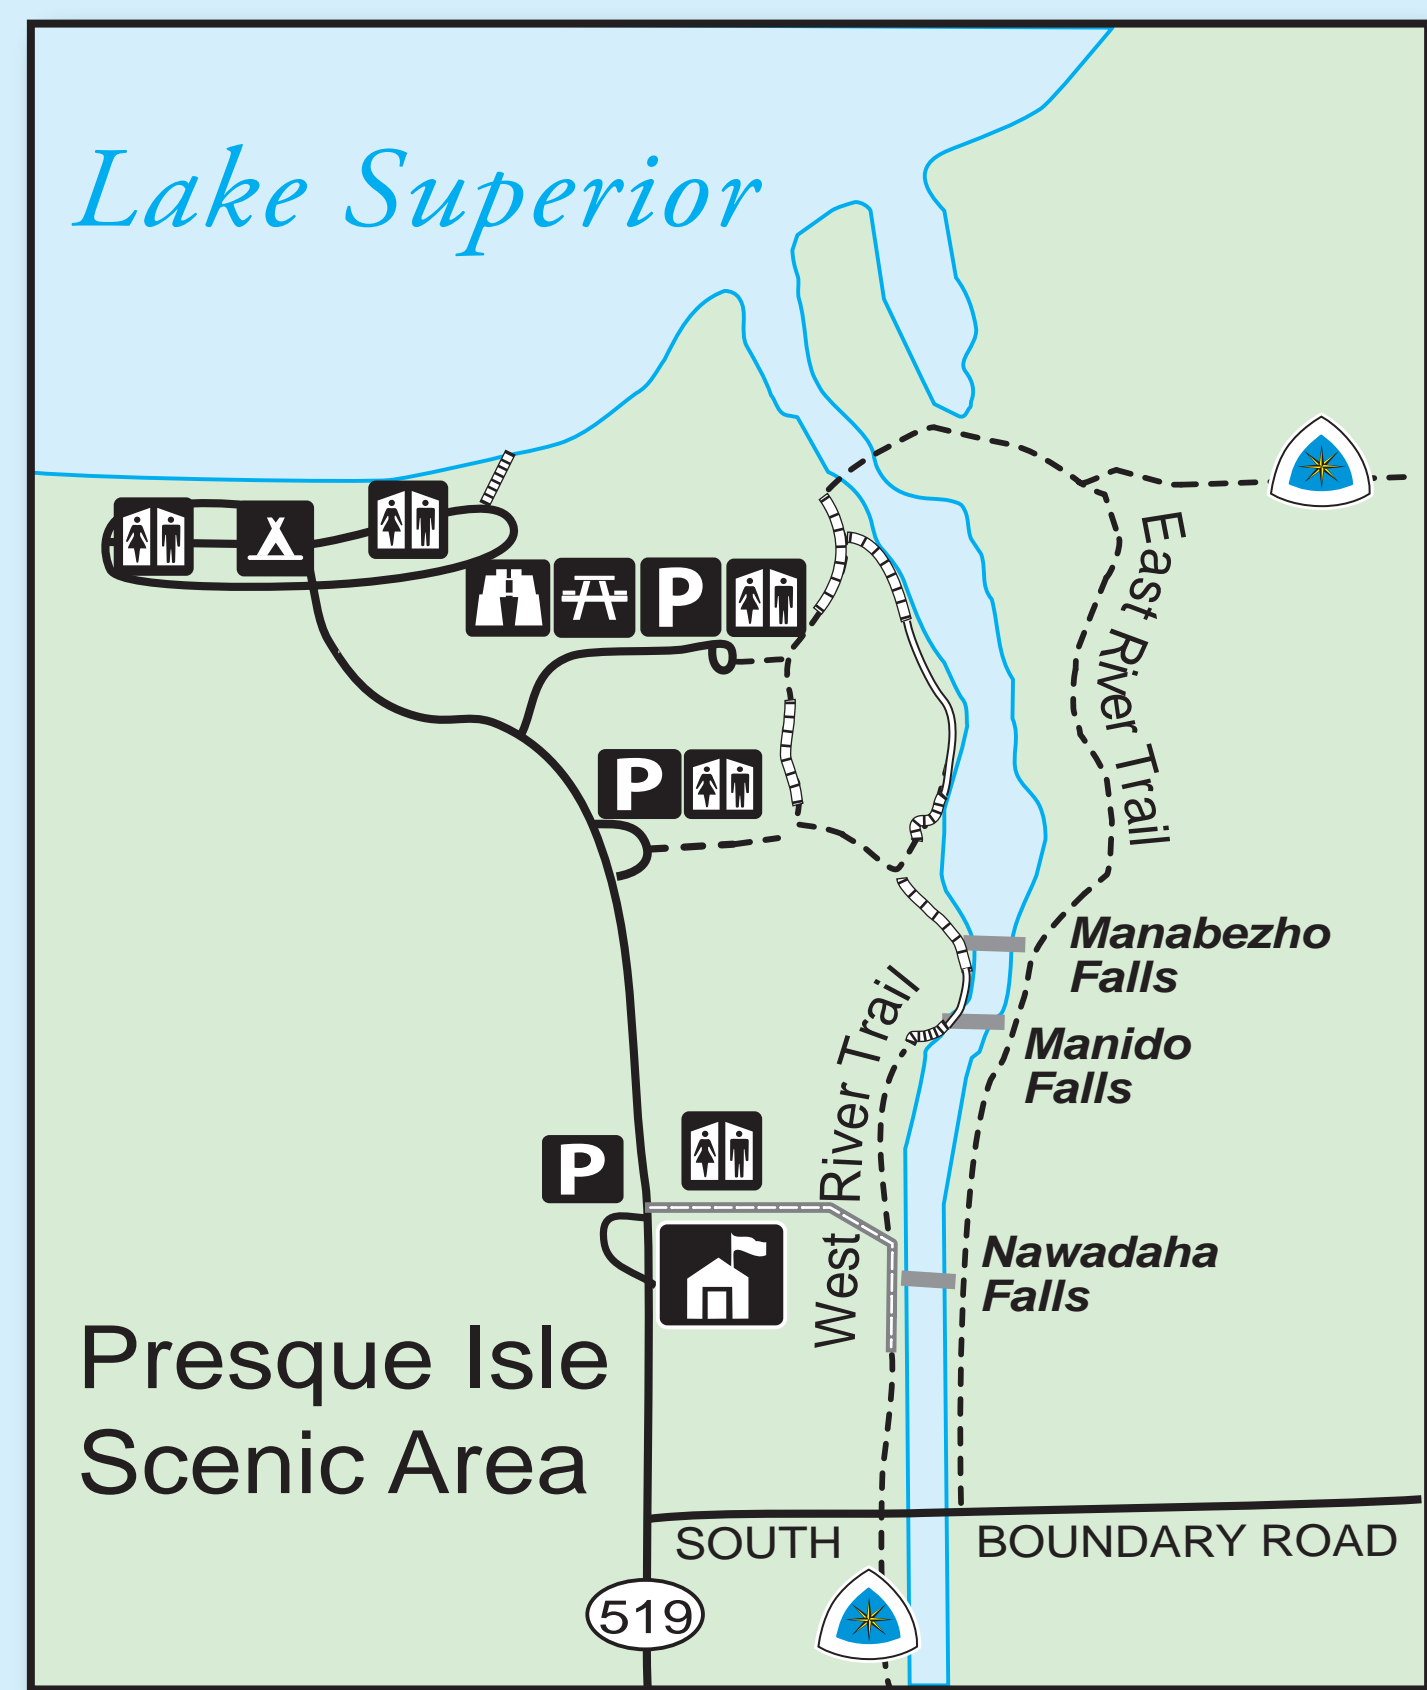 Lake Superior
P
East River Trail
P
Manabezho
Falls
Manido
Falls
West River Trail
P
Nawadaha
Falls
Presque Isle
Scenic Area
SOUTH BOUNDARY ROAD
519